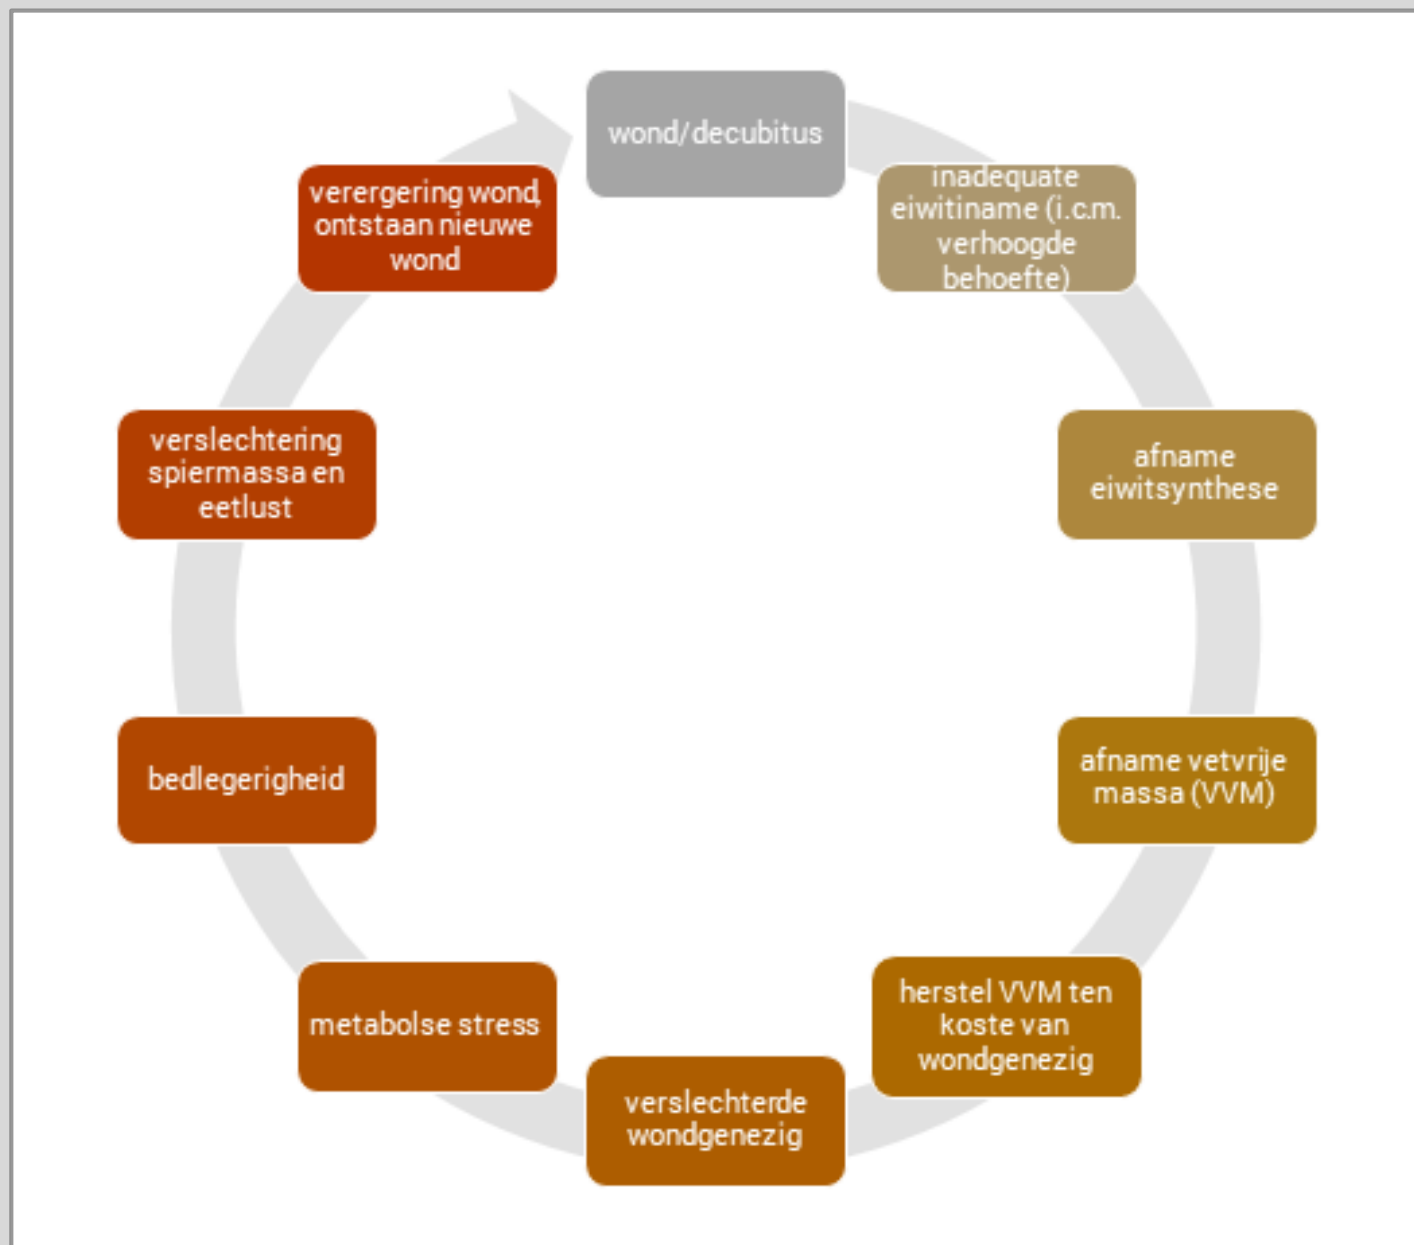 wond/decubitus
inadequate
eiwitiname (i.c.m.
verhoogde
behoefte)
afname
eiwitsynthese
afname vetvrije
massa (VVM)
herstel VVM ten
koste van
wondgenezig
verslechterde
wondgenezig
metabolse stress
bedlegerigheid
verslechtering
spiermassa en
eetlust
verergering wond,
ontstaan nieuwe
wond